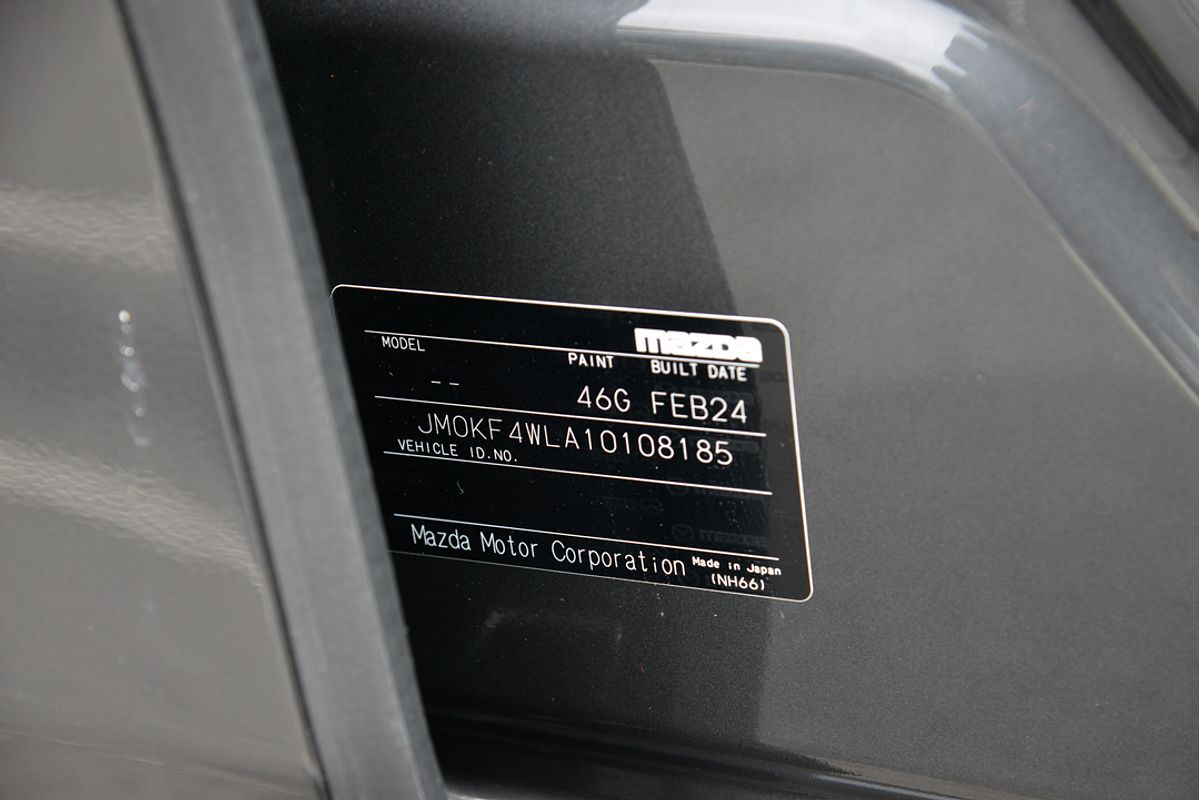 mazda
MODEL PAINT BUILT DATE
-- 46G FEB24
JM0KF4WLA10108185
VEHICLE ID.NO.
Mazda Motor Corporation Made in Japan
(NH66)